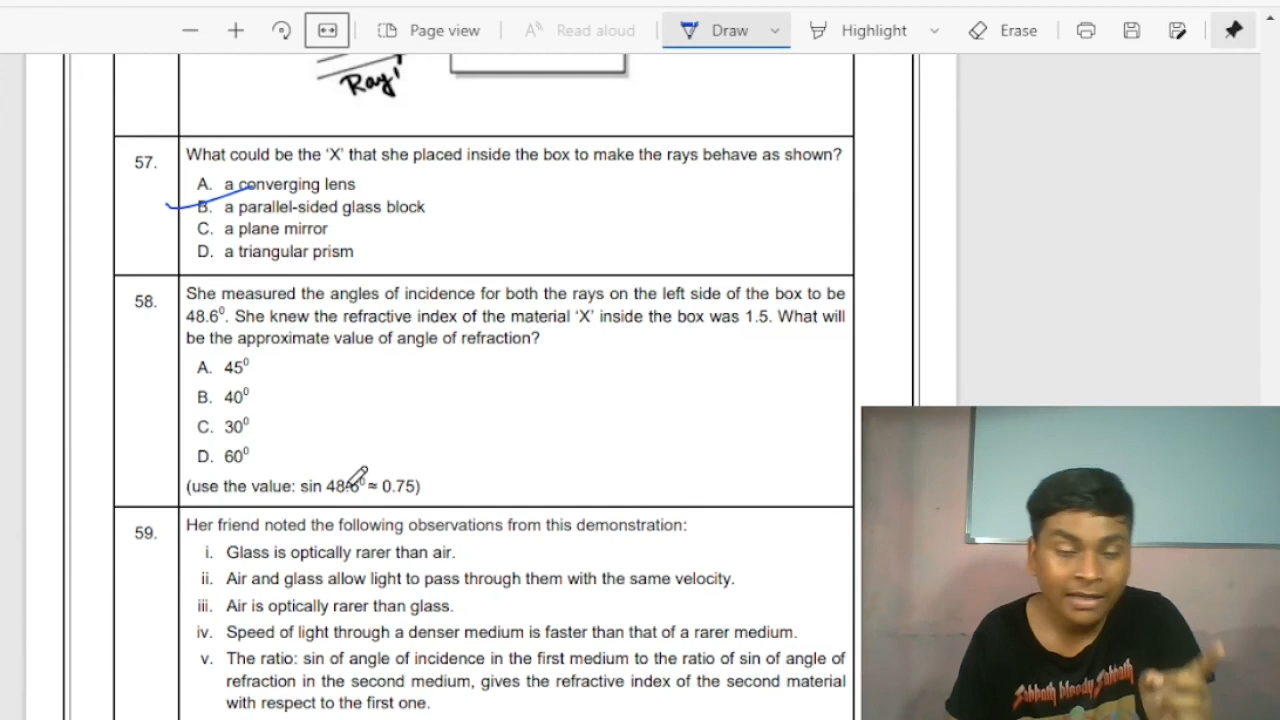 Page view
Read aloud
Draw
Highlight
Erase
Ray'
57.
What could be the ‘X’ that she placed inside the box to make the rays behave as shown?
A. a converging lens
B. a parallel-sided glass block
C. a plane mirror
D. a triangular prism
58.
She measured the angles of incidence for both the rays on the left side of the box to be
48.6⁰. She knew the refractive index of the material ‘X’ inside the box was 1.5. What will
be the approximate value of angle of refraction?
A. 45⁰
B. 40⁰
C. 30⁰
D. 60⁰
(use the value: sin 48.6⁰ ≈ 0.75)
59.
Her friend noted the following observations from this demonstration:
i. Glass is optically rarer than air.
ii. Air and glass allow light to pass through them with the same velocity.
iii. Air is optically rarer than glass.
iv. Speed of light through a denser medium is faster than that of a rarer medium.
v. The ratio: sin of angle of incidence in the first medium to the ratio of sin of angle of
refraction in the second medium, gives the refractive index of the second material
with respect to the first one.
Sabbath bloody Sabbath